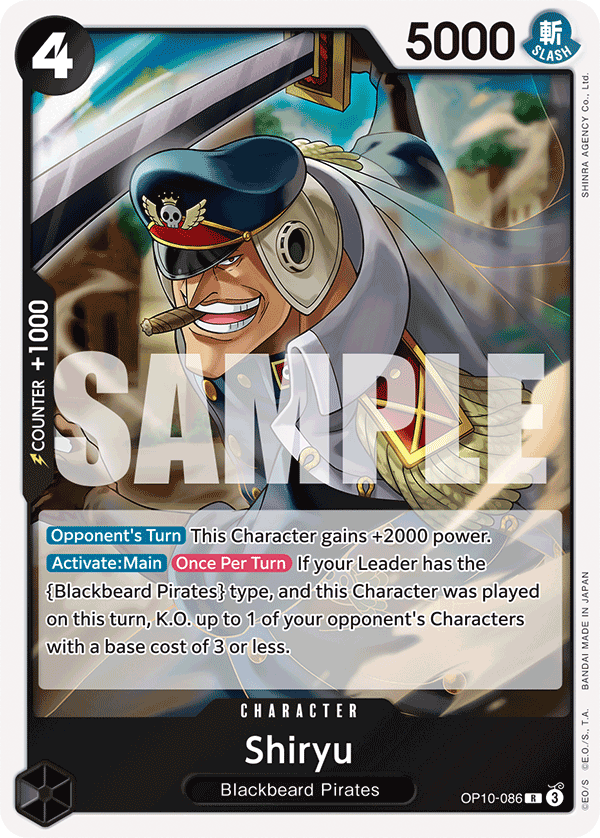 4
5000
斬
SLASH
SHINRA AGENCY Co., Ltd.
COUNTER +1000
SAMPLE
Opponent's Turn This Character gains +2000 power.
Activate:Main Once Per Turn If your Leader has the
{Blackbeard Pirates} type, and this Character was played
on this turn, K.O. up to 1 of your opponent's Characters
with a base cost of 3 or less.
CHARACTER
Shiryu
Blackbeard Pirates
OP10-086 R 3
©EO/S ©E.O./S., T.A. BANDAI MADE IN JAPAN